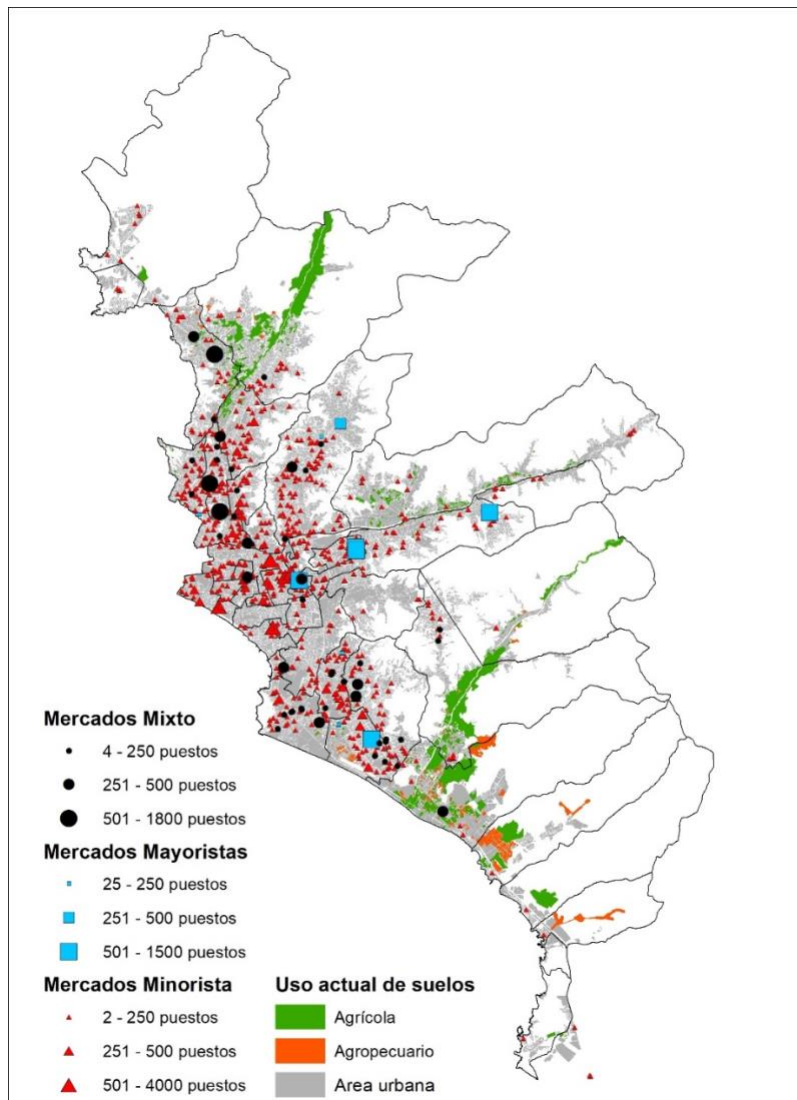 Mercados Mixto
4 - 250 puestos
251 - 500 puestos
501 - 1800 puestos
Mercados Mayoristas
25 - 250 puestos
251 - 500 puestos
501 - 1500 puestos
Mercados Minorista
2 - 250 puestos
251 - 500 puestos
501 - 4000 puestos
Uso actual de suelos
Agrícola
Agropecuario
Area urbana